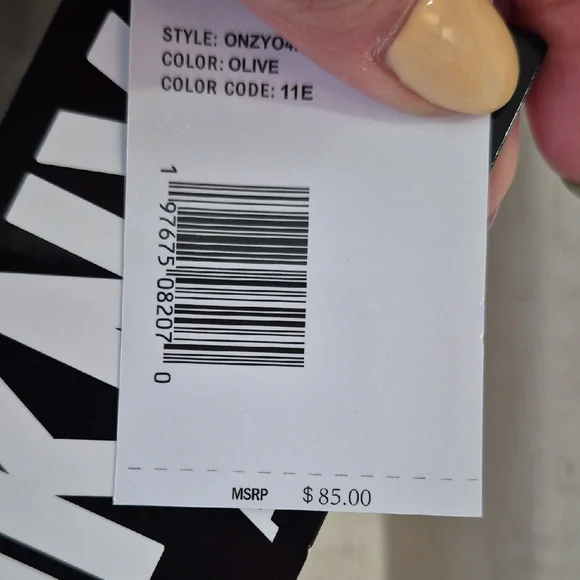 STYLE: ONZYO4
COLOR: OLIVE
COLOR CODE: 11E
1 97675 08207 0
MSRP $85.00